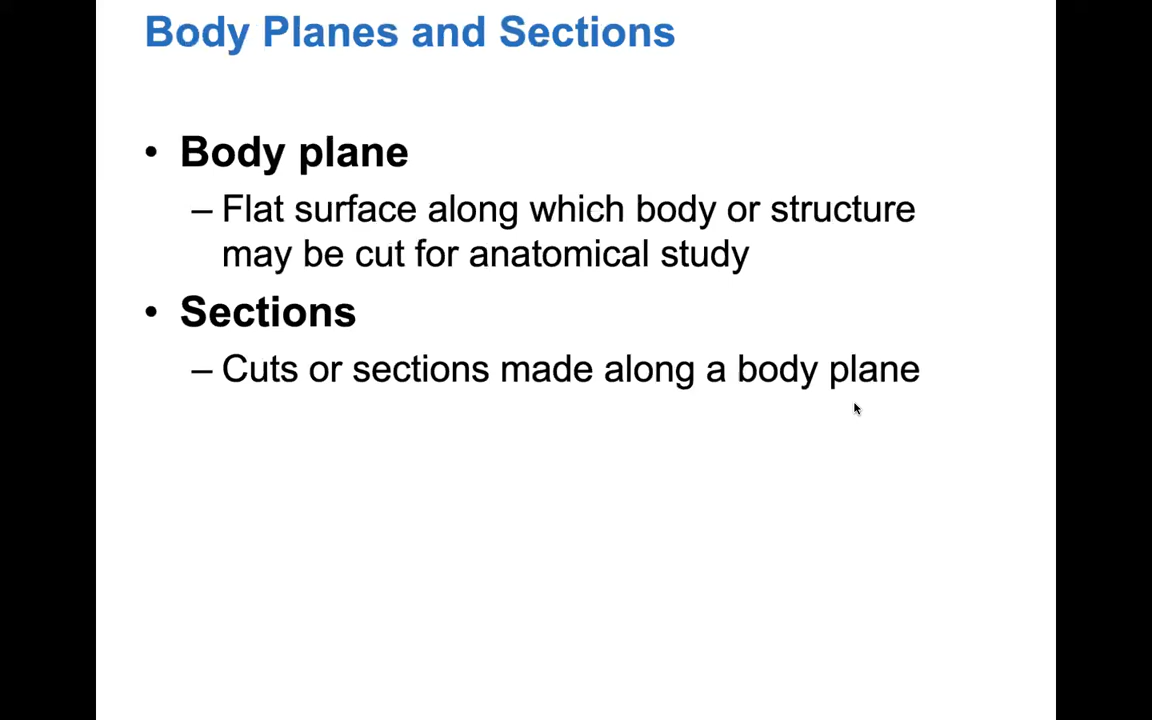 Body Planes and Sections
• Body plane
– Flat surface along which body or structure
may be cut for anatomical study
• Sections
– Cuts or sections made along a body plane